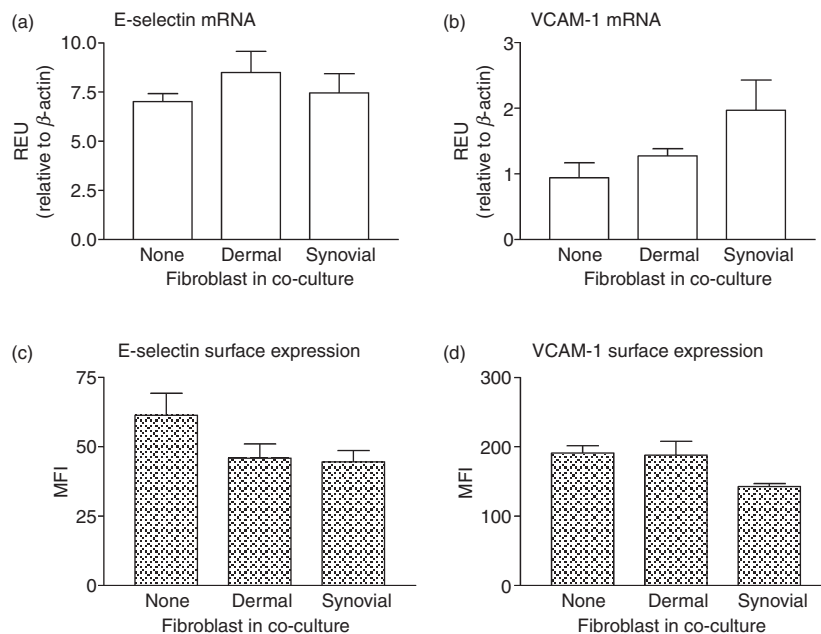 (a) E-selectin mRNA
10.0
7.5
5.0
2.5
0.0
REU
(relative to β-actin)
None Dermal Synovial
Fibroblast in co-culture
(b) VCAM-1 mRNA
3
2
1
0
REU
(relative to β-actin)
None Dermal Synovial
Fibroblast in co-culture
(c) E-selectin surface expression
75
50
25
0
MFI
None Dermal Synovial
Fibroblast in co-culture
(d) VCAM-1 surface expression
300
200
100
0
MFI
None Dermal Synovial
Fibroblast in co-culture